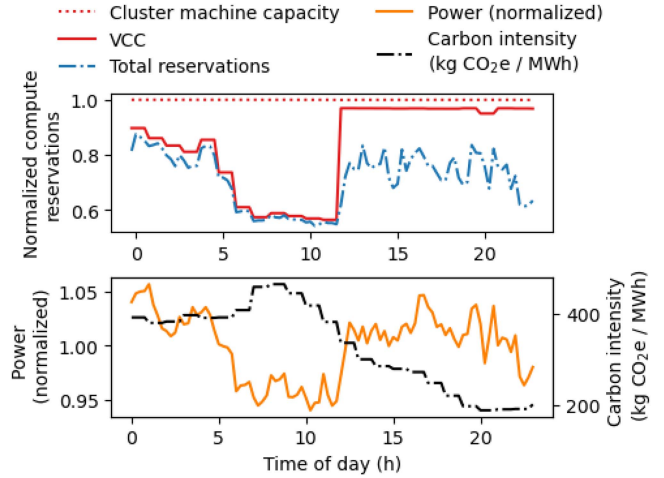 Cluster machine capacity
VCC
Total reservations
Power (normalized)
Carbon intensity
(kg CO₂e / MWh)
Normalized compute
reservations
1.0
0.8
0.6
0
5
10
15
20
Power
(normalized)
1.05
1.00
0.95
Carbon intensity
(kg CO₂e / MWh)
400
200
0
5
10
15
20
Time of day (h)